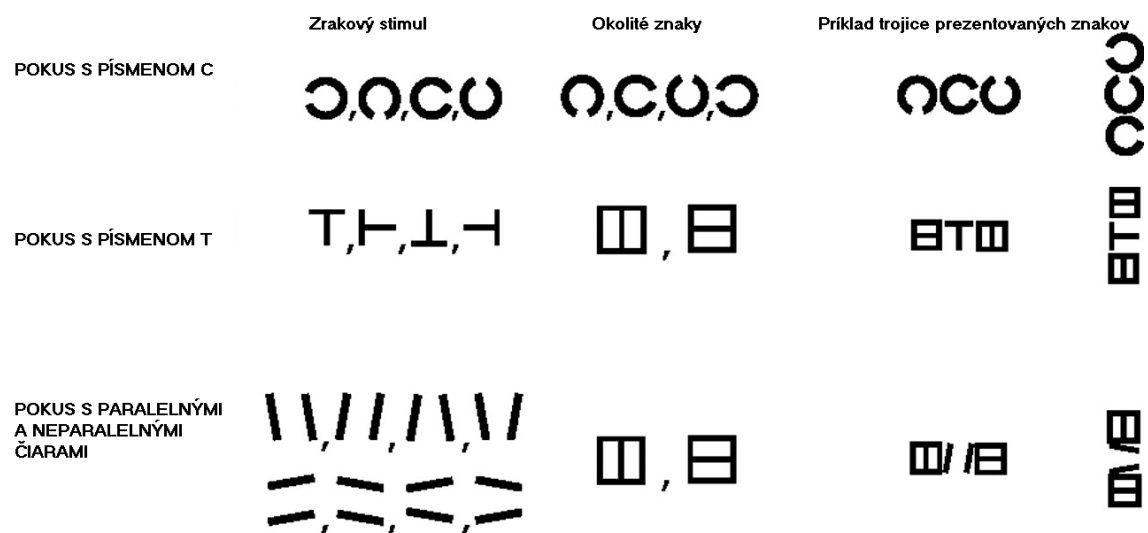 Zrakový stimul
Okolité znaky
Príklad trojice prezentovaných znakov
POKUS S PÍSMENOM C
POKUS S PÍSMENOM T
POKUS S PARALELNÝMI
A NEPARALELNÝMI
ČIARAMI